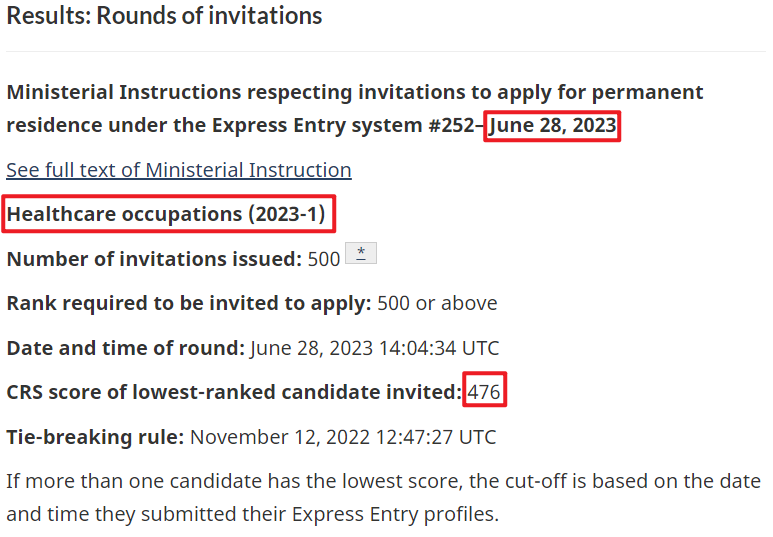 Results: Rounds of invitations
Ministerial Instructions respecting invitations to apply for permanent
residence under the Express Entry system #252–June 28, 2023
See full text of Ministerial Instruction
Healthcare occupations (2023-1)
Number of invitations issued: 500 *
Rank required to be invited to apply: 500 or above
Date and time of round: June 28, 2023 14:04:34 UTC
CRS score of lowest-ranked candidate invited: 476
Tie-breaking rule: November 12, 2022 12:47:27 UTC
If more than one candidate has the lowest score, the cut-off is based on the date
and time they submitted their Express Entry profiles.